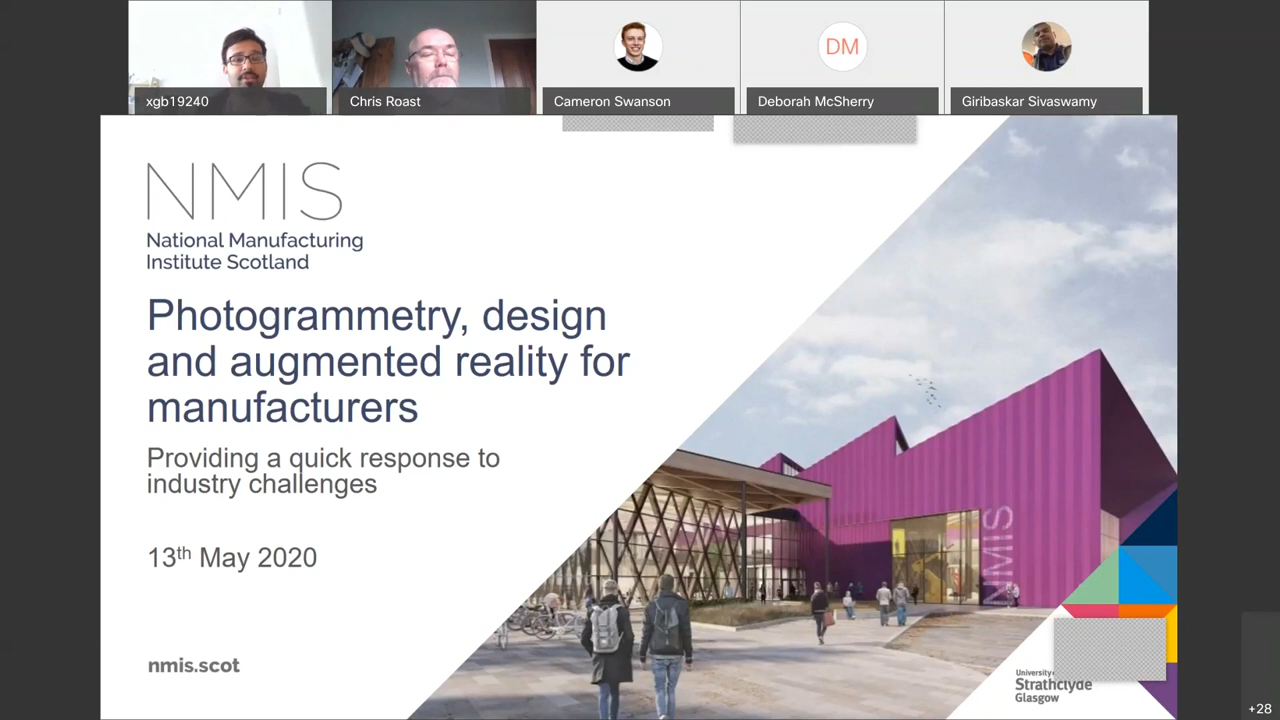 xgb19240
Chris Roast
Cameron Swanson
DM
Deborah McSherry
Giribaskar Sivaswamy
NMIS
National Manufacturing
Institute Scotland
Photogrammetry, design
and augmented reality for
manufacturers
Providing a quick response to
industry challenges
13th May 2020
nmis.scot
NMIS
University
Strathclyde
Glasgow
+28